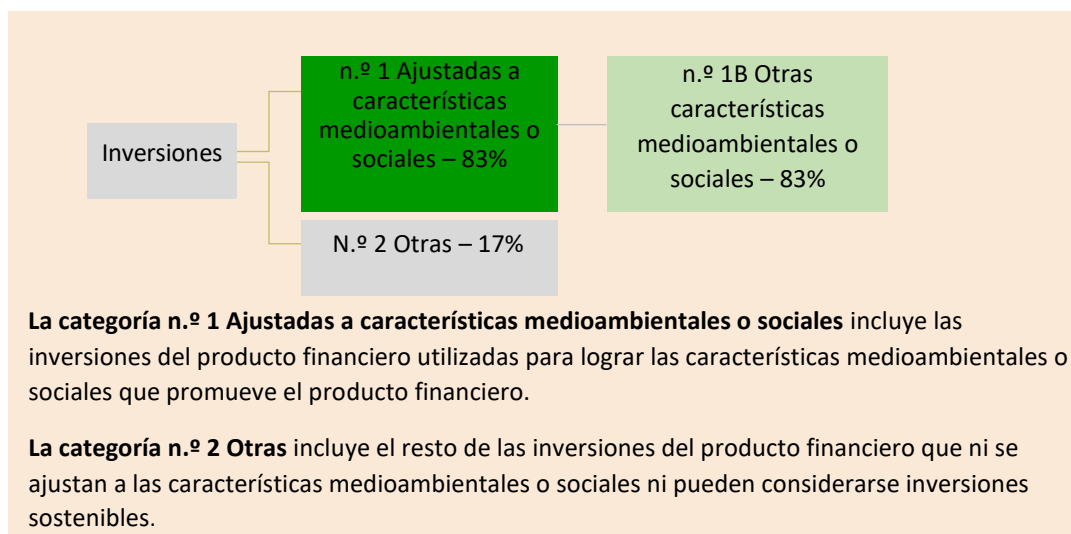 Inversiones
n.º 1 Ajustadas a
características
medioambientales o
sociales – 83%
n.º 1B Otras
características
medioambientales o
sociales – 83%
N.º 2 Otras – 17%
La categoría n.º 1 Ajustadas a características medioambientales o sociales incluye las
inversiones del producto financiero utilizadas para lograr las características medioambientales o
sociales que promueve el producto financiero.
La categoría n.º 2 Otras incluye el resto de las inversiones del producto financiero que ni se
ajustan a las características medioambientales o sociales ni pueden considerarse inversiones
sostenibles.